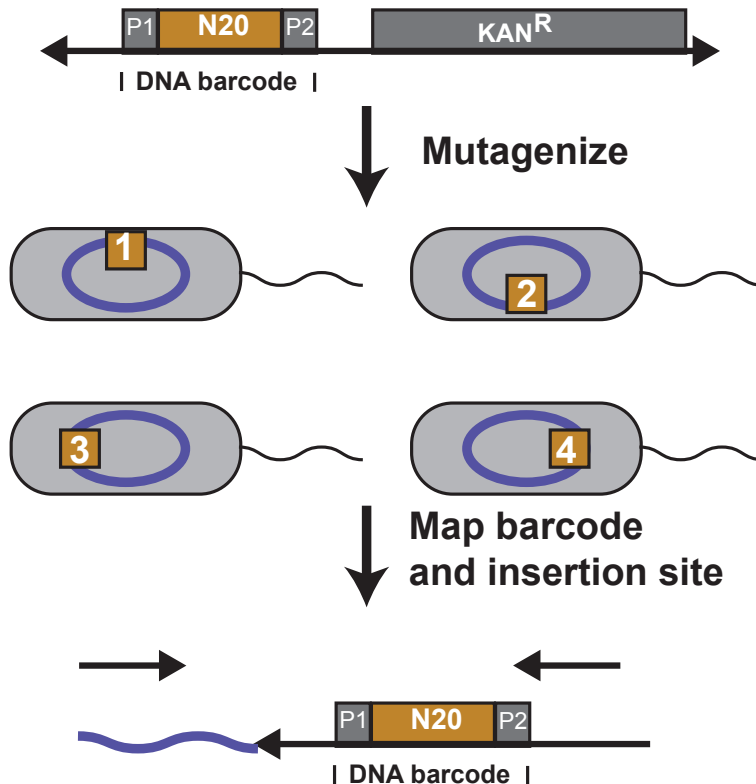 P1 N20 P2 KANᴿ
| DNA barcode |
Mutagenize
1
2
3
4
Map barcode
and insertion site
P1 N20 P2
| DNA barcode |